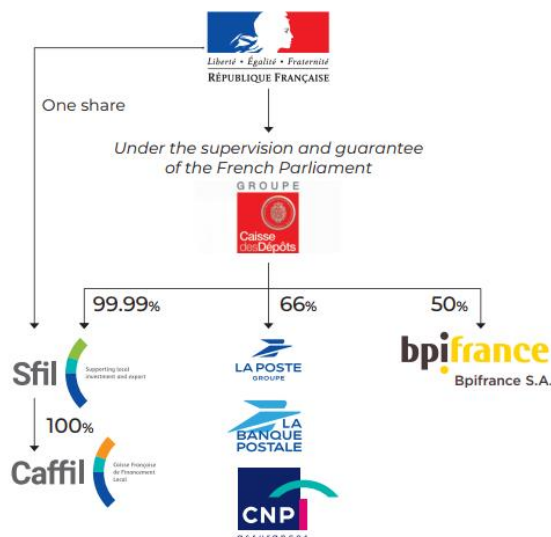 Liberté • Égalité • Fraternité
RÉPUBLIQUE FRANÇAISE
One share
Under the supervision and guarantee
of the French Parliament
GROUPE
Caisse
des Dépôts
99.99%
66%
50%
Sfil
Supporting local
investment and export
LA POSTE
GROUPE
bpifrance
Bpifrance S.A.
100%
LA
BANQUE
POSTALE
Caffil
Caisse Française
de Financement
Local
CNP